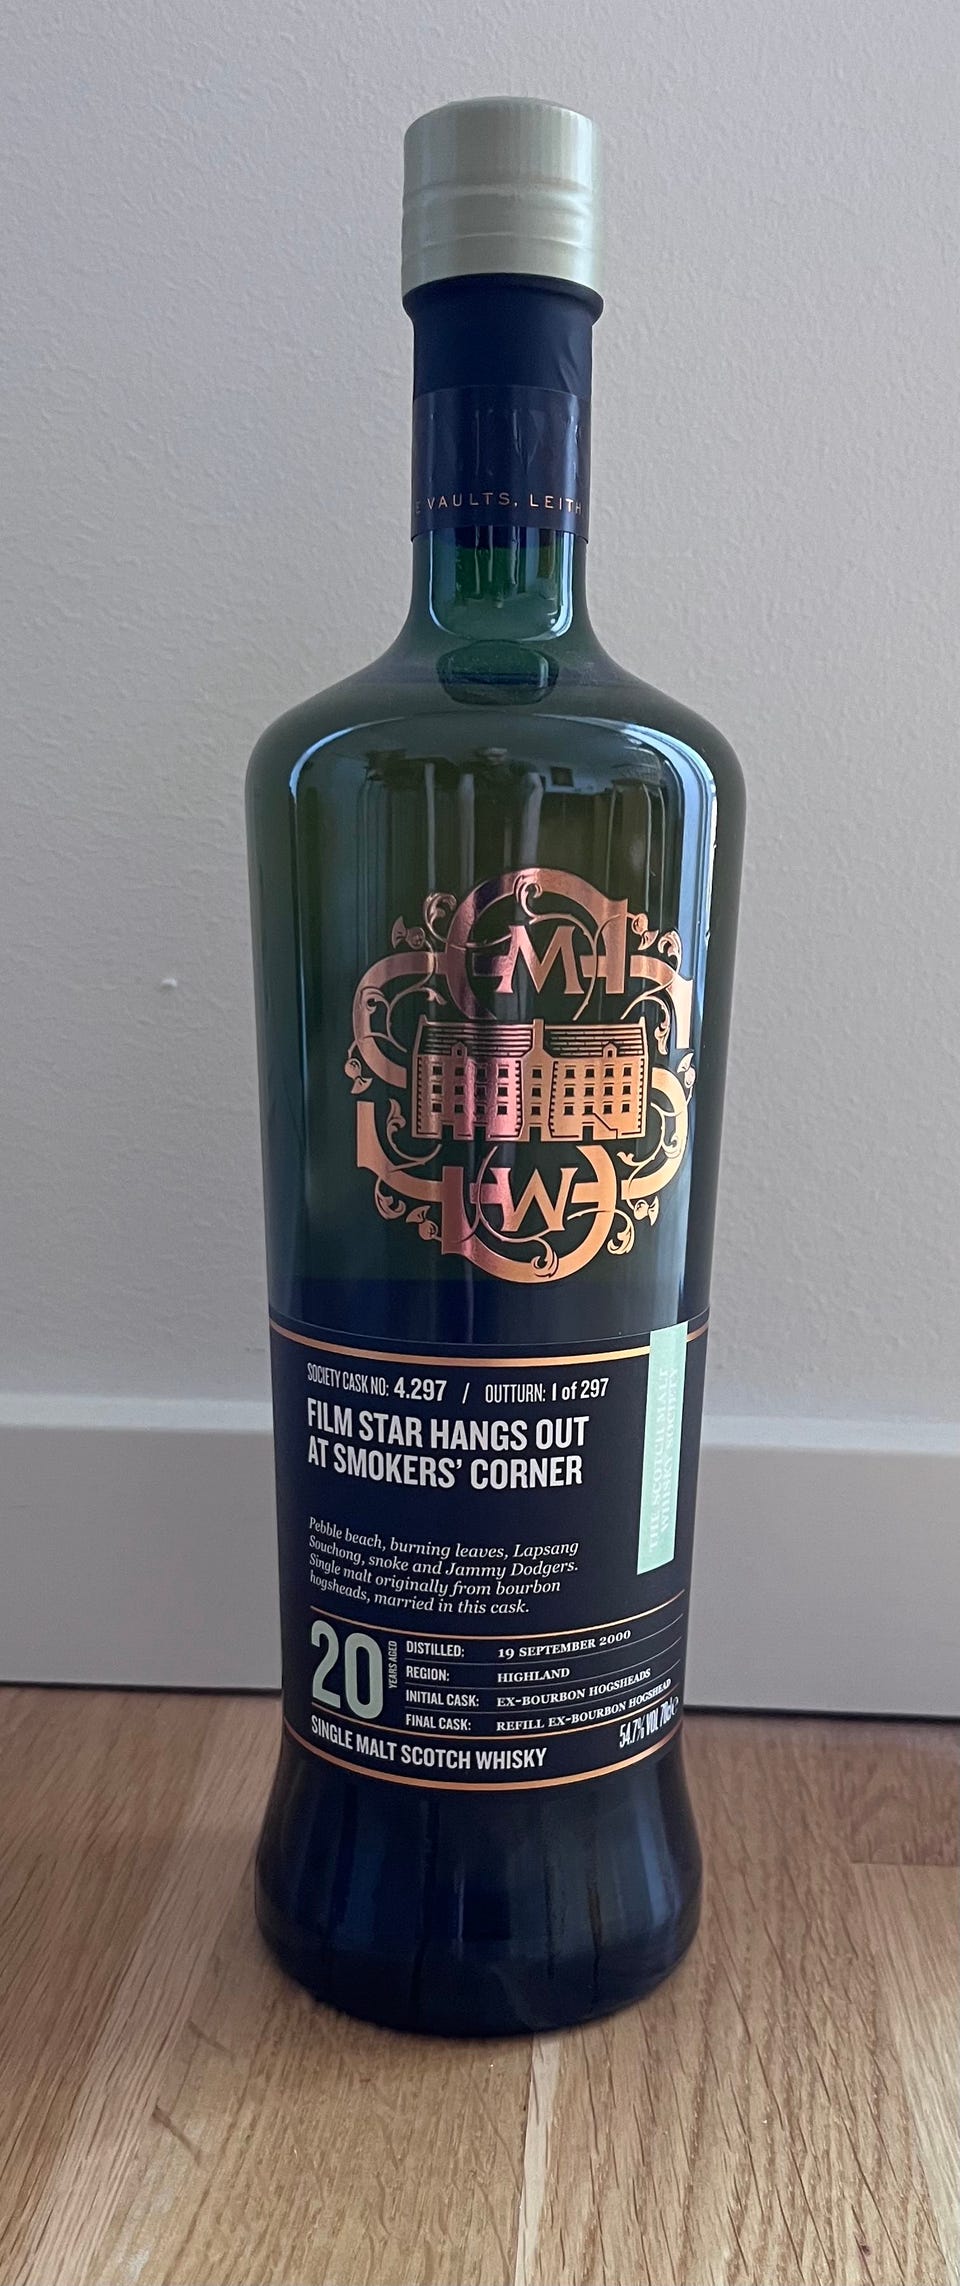 VAULTS, LEITH
M
W
SOCIETY CASK NO: 4.297 / OUTTURN: 1 of 297
FILM STAR HANGS OUT
AT SMOKERS' CORNER
THE SCOTCH MALT
WHISKY SOCIETY
Pebble beach, burning leaves, Lapsang
Souchong, snoke and Jammy Dodgers.
Single malt originally from bourbon
hogsheads, married in this cask.
20 YEARS AGED
DISTILLED: 19 SEPTEMBER 2000
REGION: HIGHLAND
INITIAL CASK: EX-BOURBON HOGSHEADS
FINAL CASK: REFILL EX-BOURBON HOGSHEAD
SINGLE MALT SCOTCH WHISKY
54.7% VOL 70cl℮